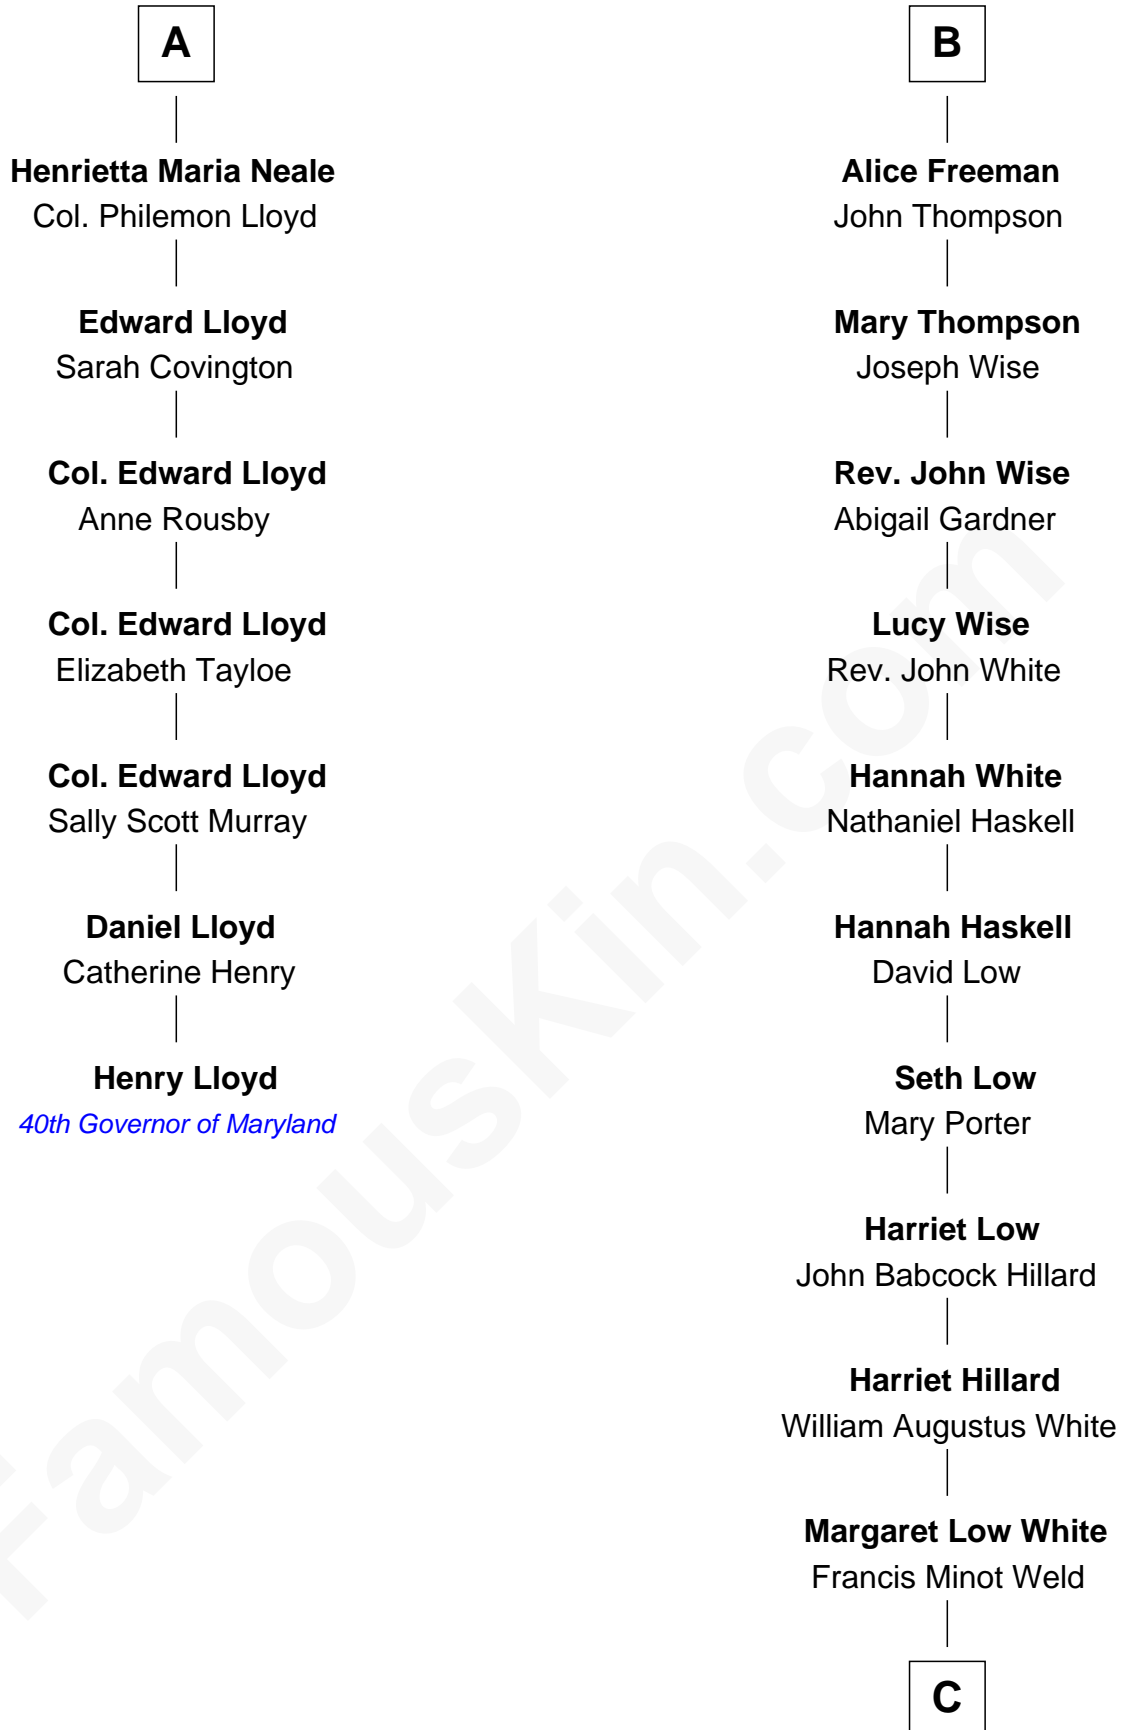 A
Henrietta Maria Neale
Col. Philemon Lloyd
Edward Lloyd
Sarah Covington
Col. Edward Lloyd
Anne Rousby
Col. Edward Lloyd
Elizabeth Tayloe
Col. Edward Lloyd
Sally Scott Murray
Daniel Lloyd
Catherine Henry
Henry Lloyd
40th Governor of Maryland
B
Alice Freeman
John Thompson
Mary Thompson
Joseph Wise
Rev. John Wise
Abigail Gardner
Lucy Wise
Rev. John White
Hannah White
Nathaniel Haskell
Hannah Haskell
David Low
Seth Low
Mary Porter
Harriet Low
John Babcock Hillard
Harriet Hillard
William Augustus White
Margaret Low White
Francis Minot Weld
C
FamousKin.com